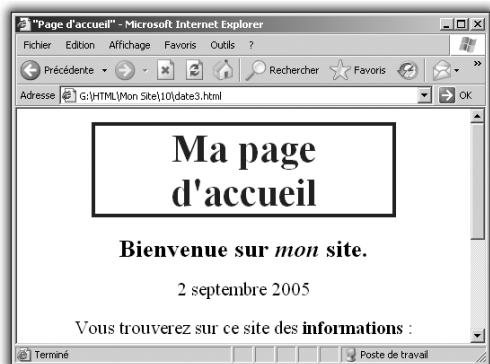 "Page d'accueil" - Microsoft Internet Explorer
Fichier Edition Affichage Favoris Outils ?
Précédente Rechercher Favoris »
Adresse G:\HTML\Mon Site\10\date3.html OK
Ma page
d'accueil
Bienvenue sur mon site.
2 septembre 2005
Vous trouverez sur ce site des informations :
Terminé Poste de travail